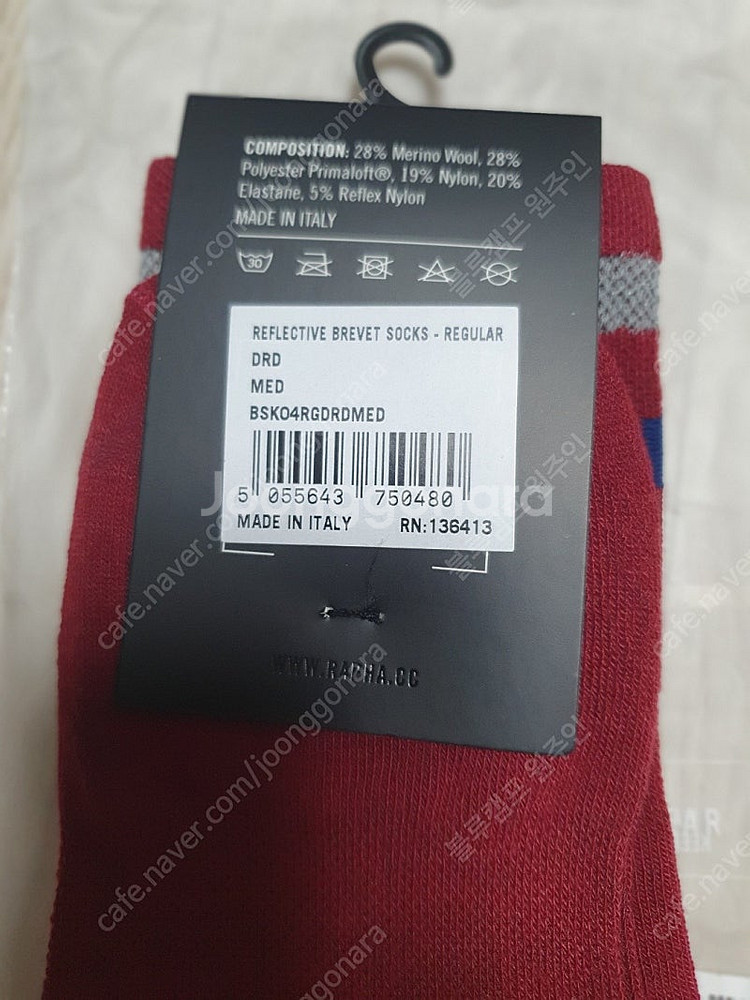 COMPOSITION: 28% Merino Wool, 28%
Polyester Primaloft®, 19% Nylon, 20%
Elastane, 5% Reflex Nylon
MADE IN ITALY
30
REFLECTIVE BREVET SOCKS - REGULAR
DRD
MED
BSK04RGDRDMED
5 055643 750480
MADE IN ITALY RN:136413
WWW.RAPHA.CC
Joonggonara
cafe.naver.com/joonggonara
블루캠프 원주인